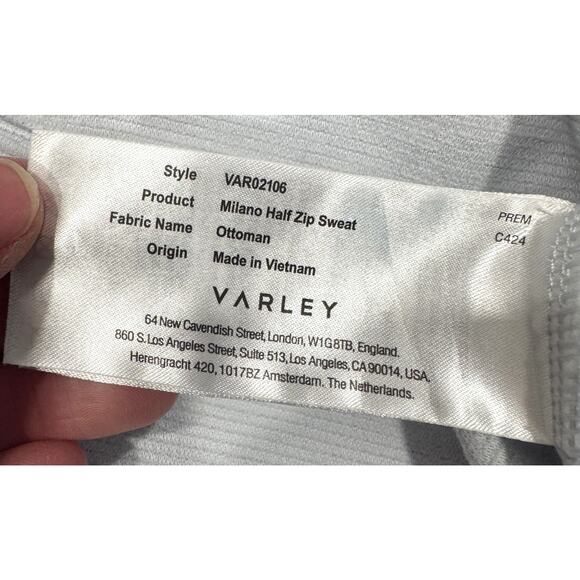 Style VAR02106
Product Milano Half Zip Sweat
Fabric Name Ottoman
Origin Made in Vietnam
PREM
C424
VARLEY
64 New Cavendish Street, London, W1G8TB, England.
860 S.Los Angeles Street, Suite 513, Los Angeles, CA 90014, USA.
Herengracht 420, 1017BZ Amsterdam. The Netherlands.